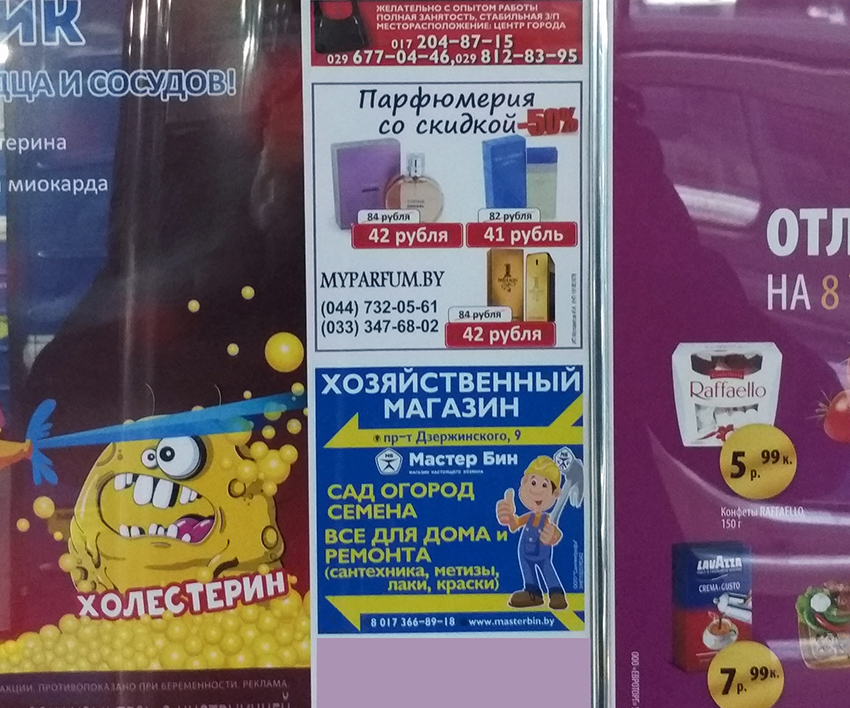 ИК
ДЦА И СОСУДОВ!
терина
миокарда
ХОЛЕСТЕРИН
АКЦИИ. ПРОТИВОПОКАЗАНО ПРИ БЕРЕМЕННОСТИ. РЕКЛАМА
ЖЕЛАТЕЛЬНО С ОПЫТОМ РАБОТЫ
ПОЛНАЯ ЗАНЯТОСТЬ, СТАБИЛЬНАЯ З/П
МЕСТОРАСПОЛОЖЕНИЕ: ЦЕНТР ГОРОДА
017 204-87-15
029 677-04-46, 029 812-83-95
Парфюмерия
со скидкой -50%
84 рубля
42 рубля
82 рубля
41 рубль
MYPARFUM.BY
(044) 732-05-61
(033) 347-68-02
84 рубля
42 рубля
ХОЗЯЙСТВЕННЫЙ
МАГАЗИН
пр-т Дзержинского, 9
Мастер Бин
МАГАЗИН НАСТОЯЩЕГО ХОЗЯИНА
САД ОГОРОД
СЕМЕНА
ВСЕ ДЛЯ ДОМА и
РЕМОНТА
(сантехника, метизы,
лаки, краски)
8 017 366-89-18 www.masterbin.by
ОТЛ
НА 8
Raffaello
5 р. 99 к.
Конфеты RAFFAELLO
150 г
LAVAZZA
CREMA e GUSTO
7 р. 99 к.